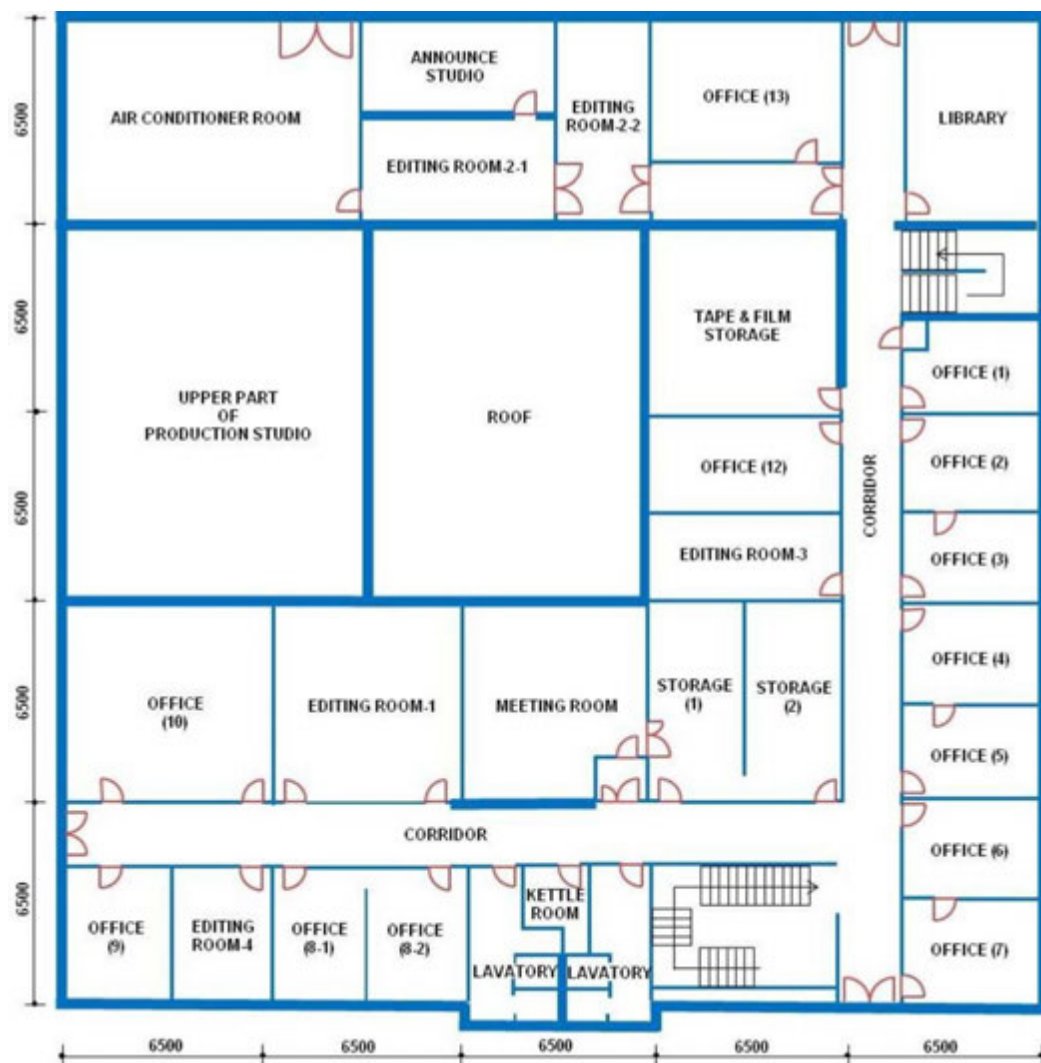 ANNOUNCE
STUDIO
AIR CONDITIONER ROOM
EDITING
ROOM-2-2
OFFICE (13)
LIBRARY
EDITING ROOM-2-1
6500
TAPE & FILM
STORAGE
6500
UPPER PART
OF
PRODUCTION STUDIO
ROOF
OFFICE (1)
OFFICE (12)
CORRIDOR
OFFICE (2)
6500
EDITING ROOM-3
OFFICE (3)
OFFICE
(10)
EDITING ROOM-1
MEETING ROOM
STORAGE
(1)
STORAGE
(2)
OFFICE (4)
6500
OFFICE (5)
CORRIDOR
OFFICE (6)
OFFICE
(9)
EDITING
ROOM-4
OFFICE
(8-1)
OFFICE
(8-2)
KETTLE
ROOM
LAVATORY
LAVATORY
OFFICE (7)
6500
6500
6500
6500
6500
6500